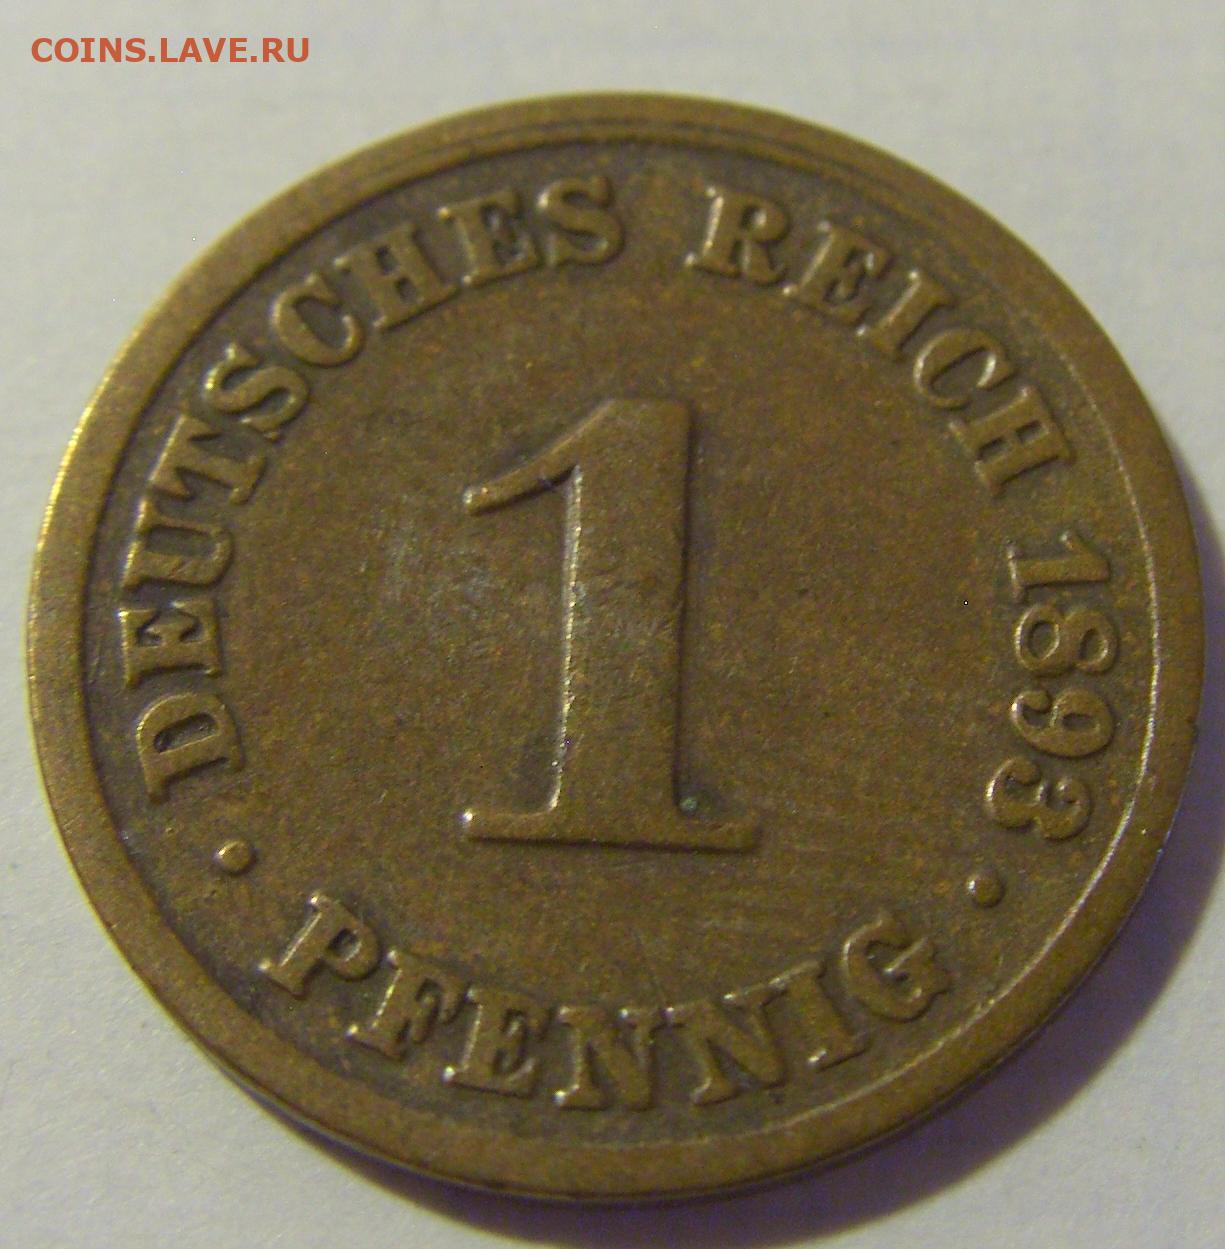 COINS.LAVE.RU
DEUTSCHES REICH 1893
1
· PFENNIG ·